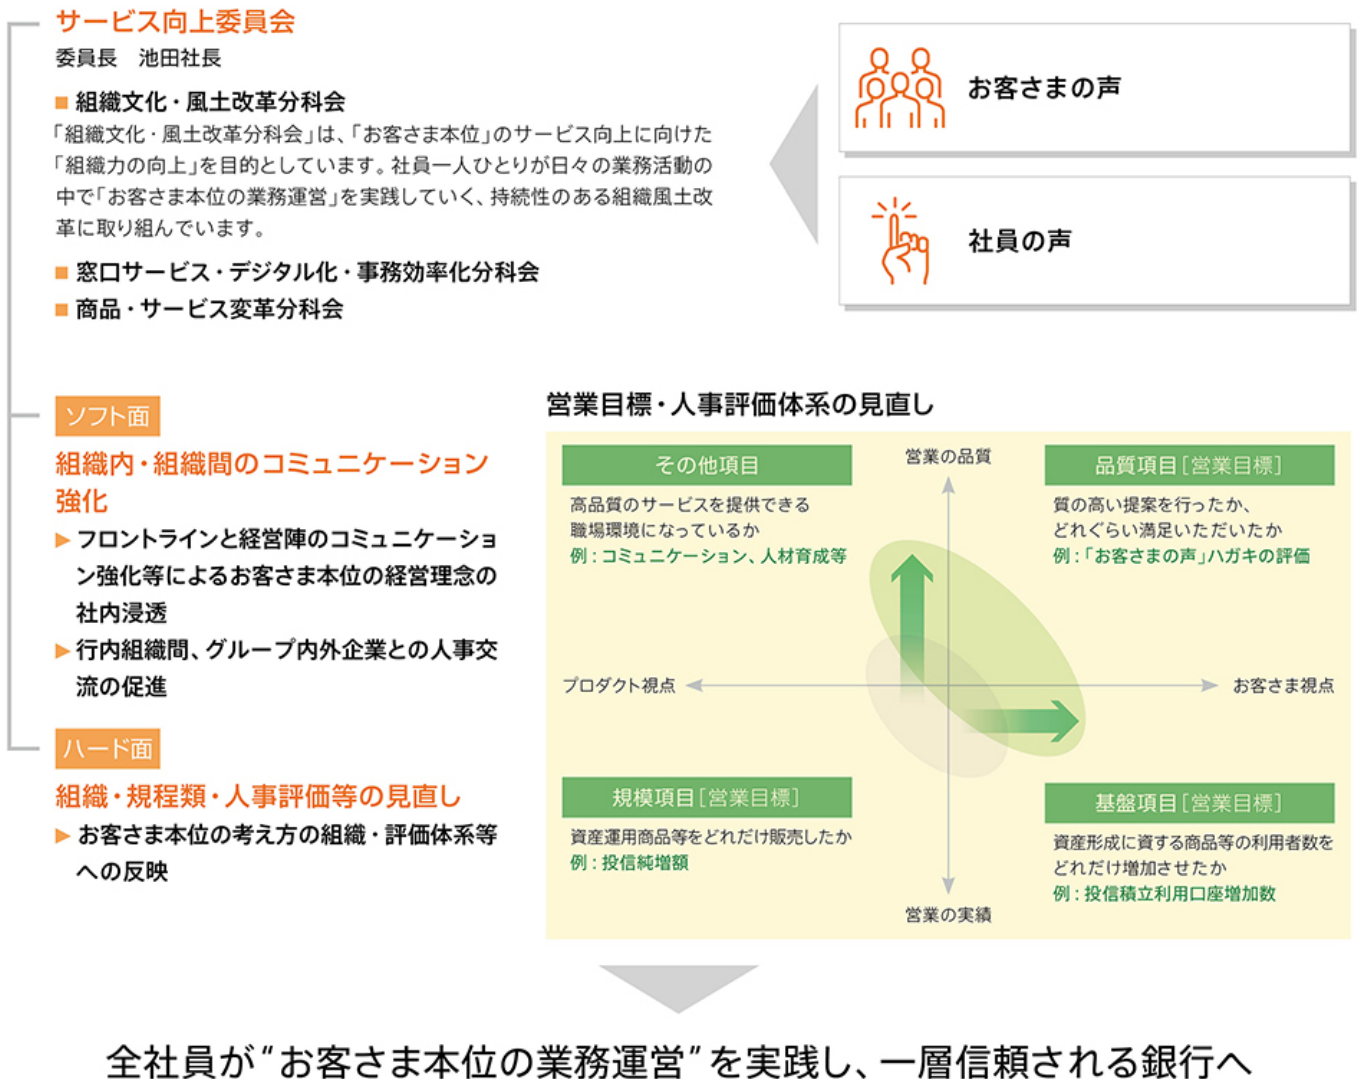 サービス向上委員会
委員長　池田社長
■ 組織文化・風土改革分科会
「組織文化・風土改革分科会」は、「お客さま本位」のサービス向上に向けた
「組織力の向上」を目的としています。社員一人ひとりが日々の業務活動の
中で「お客さま本位の業務運営」を実践していく、持続性のある組織風土改
革に取り組んでいます。
■ 窓口サービス・デジタル化・事務効率化分科会
■ 商品・サービス変革分科会
お客さまの声
社員の声
ソフト面
組織内・組織間のコミュニケーション
強化
▶ フロントラインと経営陣のコミュニケーショ
ン強化等によるお客さま本位の経営理念の
社内浸透
▶ 行内組織間、グループ内外企業との人事交
流の促進
ハード面
組織・規程類・人事評価等の見直し
▶ お客さま本位の考え方の組織・評価体系等
への反映
営業目標・人事評価体系の見直し
その他項目
高品質のサービスを提供できる
職場環境になっているか
例：コミュニケーション、人材育成等
営業の品質
品質項目［営業目標］
質の高い提案を行ったか、
どれぐらい満足いただいたか
例：「お客さまの声」ハガキの評価
プロダクト視点
お客さま視点
規模項目［営業目標］
資産運用商品等をどれだけ販売したか
例：投信純増額
営業の実績
基盤項目［営業目標］
資産形成に資する商品等の利用者数を
どれだけ増加させたか
例：投信積立利用口座増加数
全社員が“お客さま本位の業務運営”を実践し、一層信頼される銀行へ